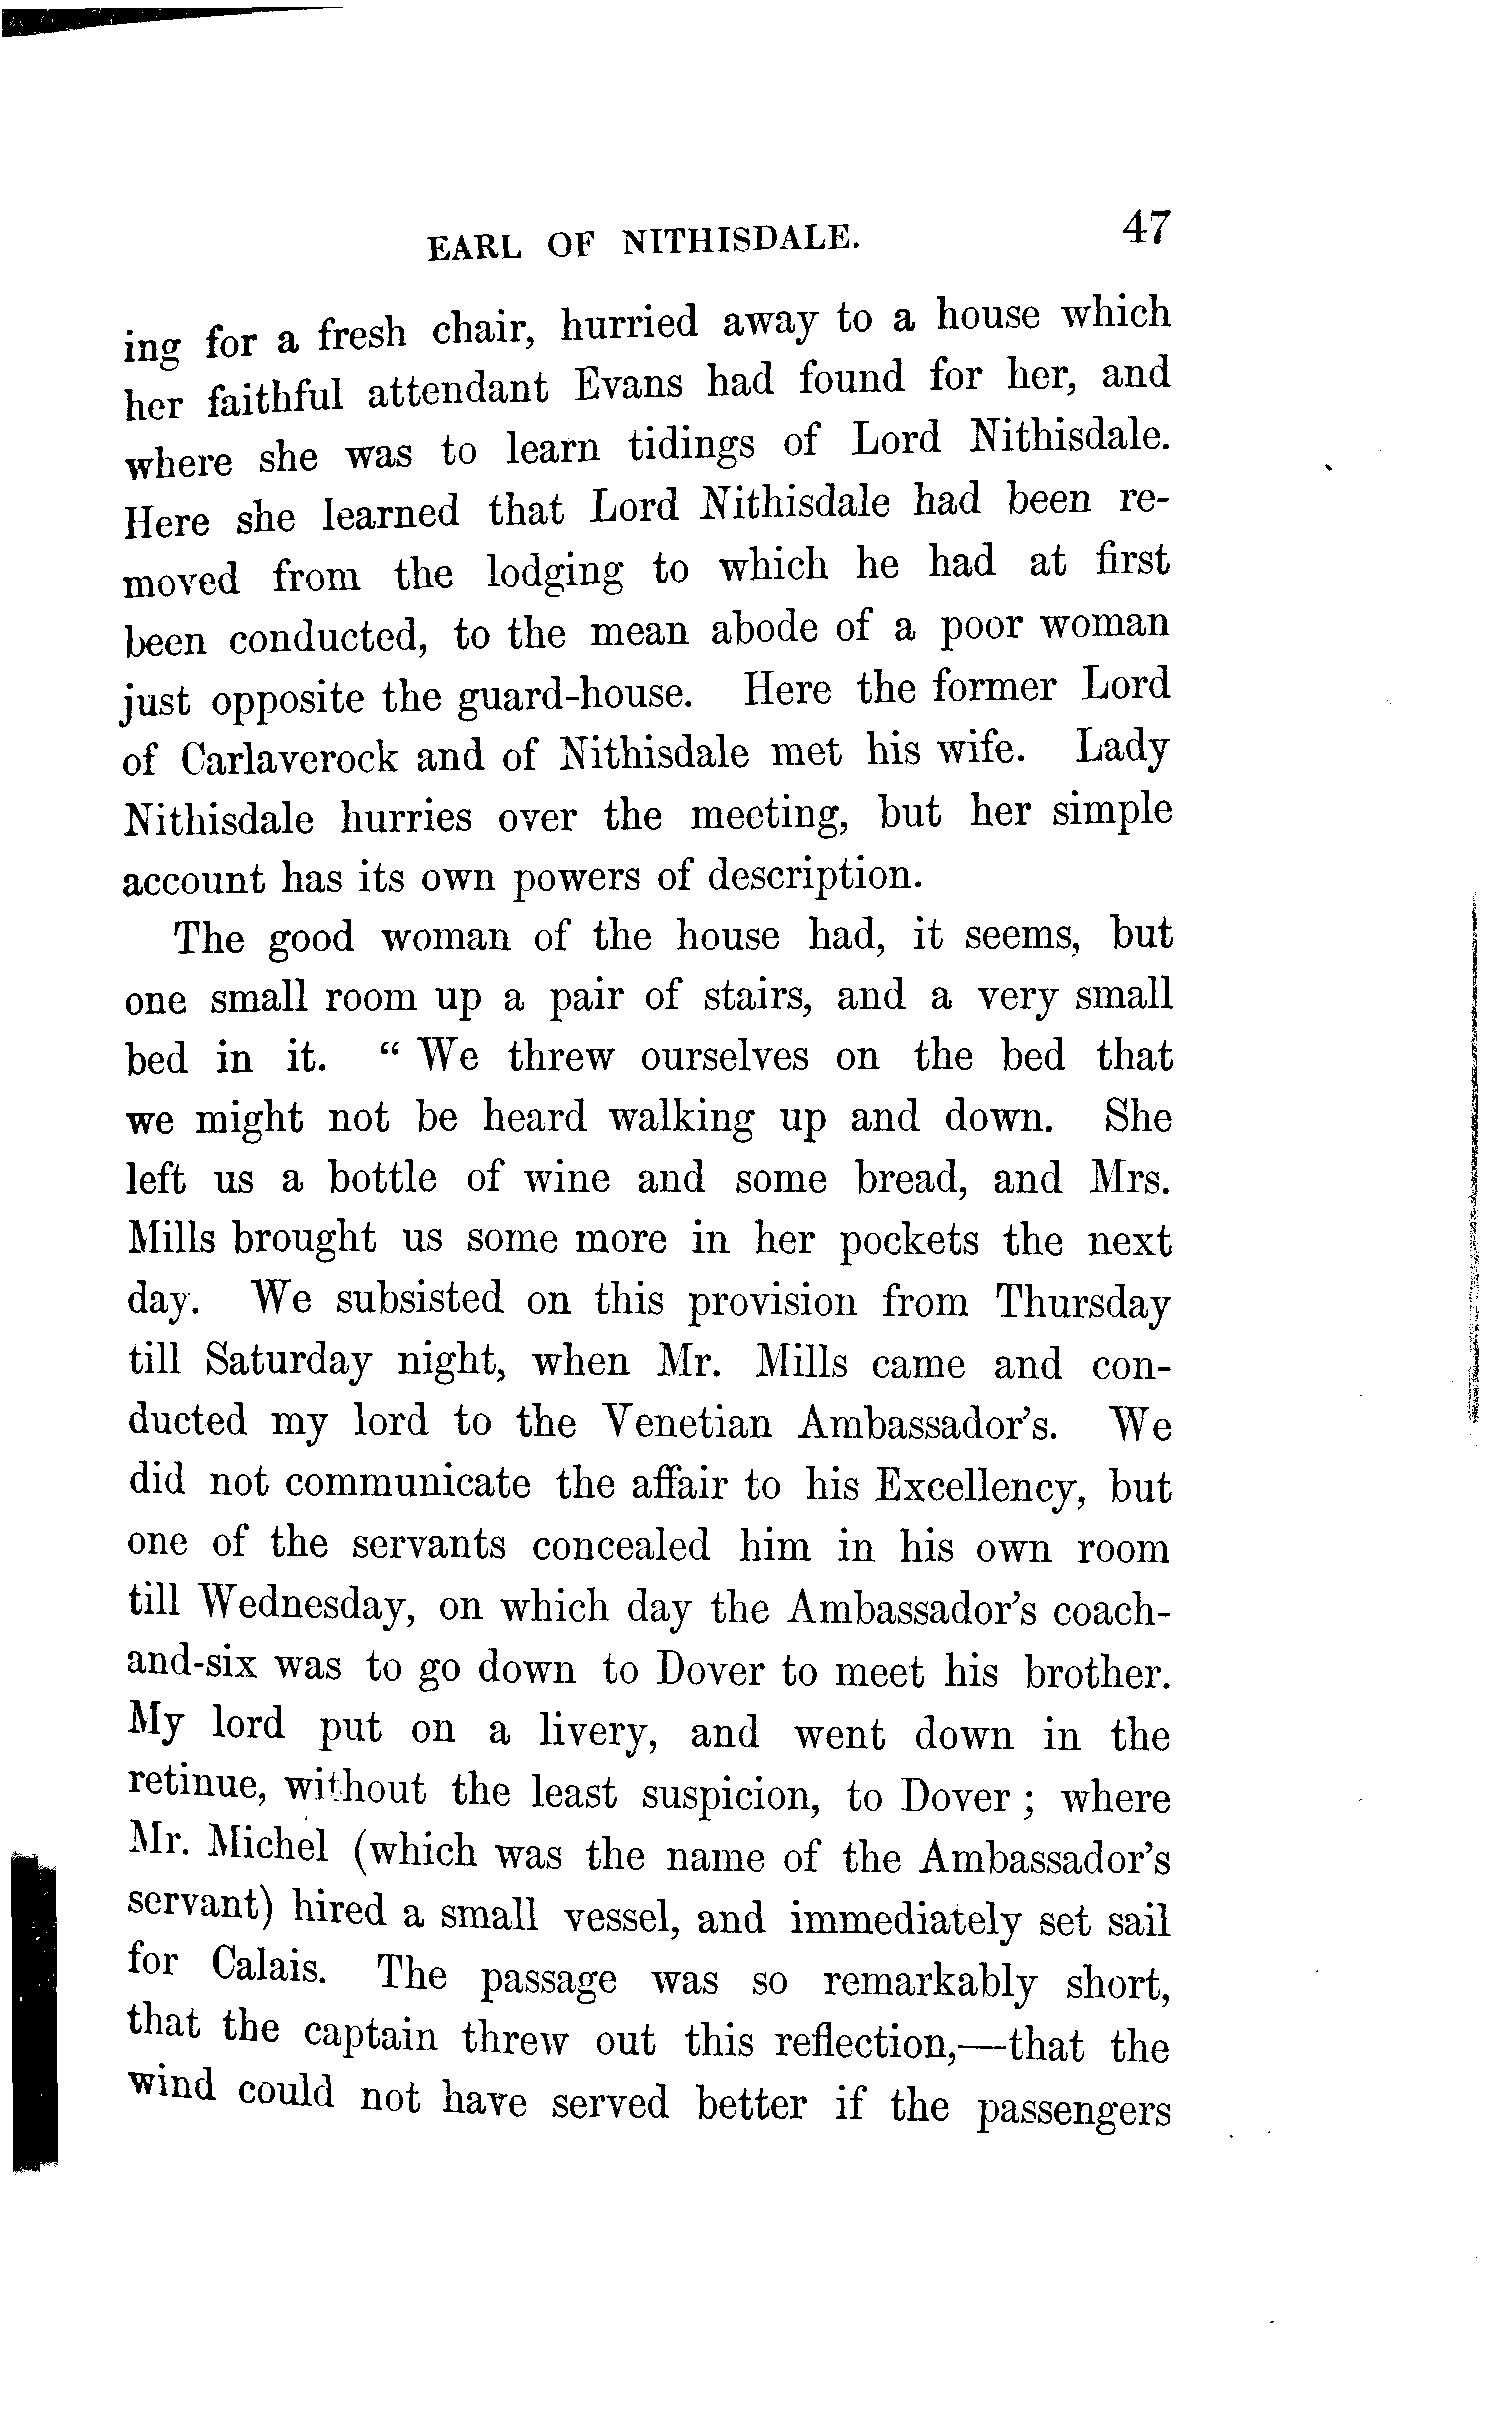 EARL OF NITHISDALE. 47
ing for a fresh chair, hurried away to a house which
her faithful attendant Evans had found for her, and
where she was to learn tidings of Lord Nithisdale.
Here she learned that Lord Nithisdale had been re-
moved from the lodging to which he had at first
been conducted, to the mean abode of a poor woman
just opposite the guard-house. Here the former Lord
of Carlaverock and of Nithisdale met his wife. Lady
Nithisdale hurries over the meeting, but her simple
account has its own powers of description.
The good woman of the house had, it seems, but
one small room up a pair of stairs, and a very small
bed in it. “ We threw ourselves on the bed that
we might not be heard walking up and down. She
left us a bottle of wine and some bread, and Mrs.
Mills brought us some more in her pockets the next
day. We subsisted on this provision from Thursday
till Saturday night, when Mr. Mills came and con-
ducted my lord to the Venetian Ambassador’s. We
did not communicate the affair to his Excellency, but
one of the servants concealed him in his own room
till Wednesday, on which day the Ambassador’s coach-
and-six was to go down to Dover to meet his brother.
My lord put on a livery, and went down in the
retinue, without the least suspicion, to Dover ; where
Mr. Michel (which was the name of the Ambassador’s
servant) hired a small vessel, and immediately set sail
for Calais. The passage was so remarkably short,
that the captain threw out this reflection,—that the
wind could not have served better if the passengers